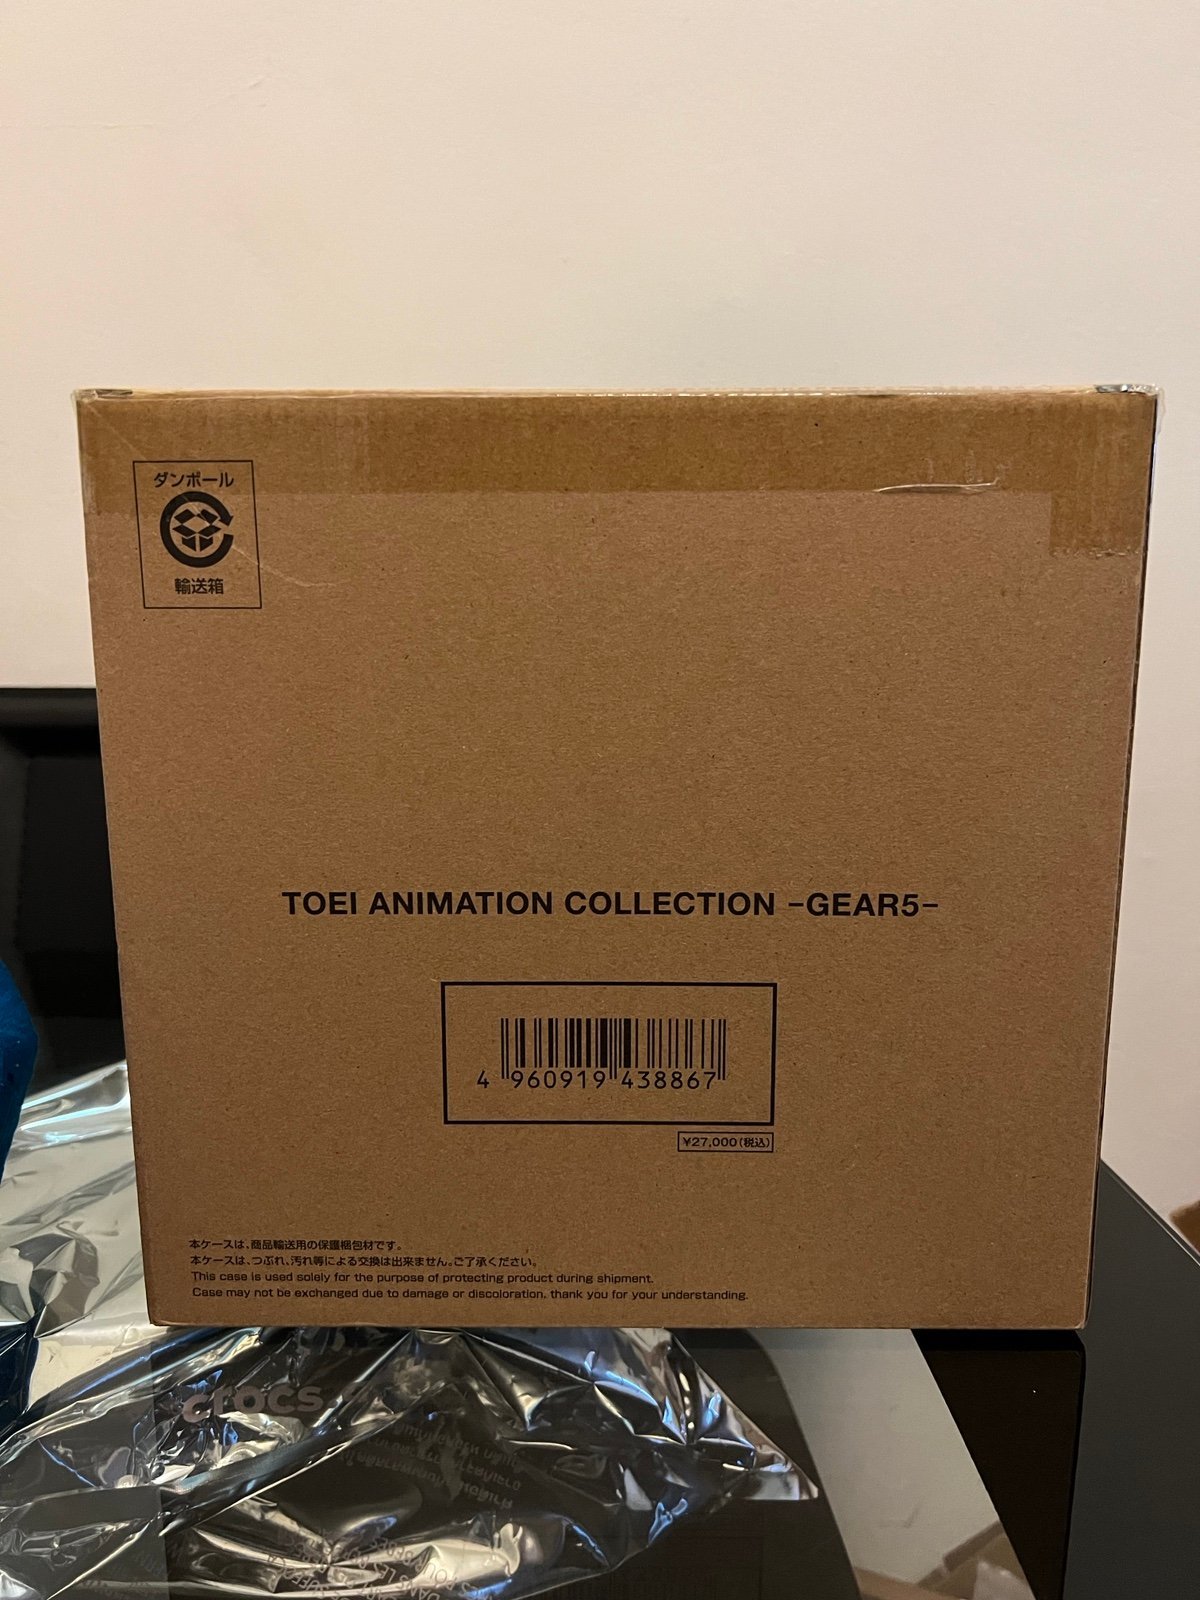 ダンボール
輸送箱
TOEI ANIMATION COLLECTION -GEAR5-
4 960919 438867
¥27,000(税込)
本ケースは、商品輸送用の保護梱包材です。
本ケースは、つぶれ、汚れ等による交換は出来ません。ご了承ください。
This case is used solely for the purpose of protecting product during shipment.
Case may not be exchanged due to damage or discoloration. thank you for your understanding.
crocs